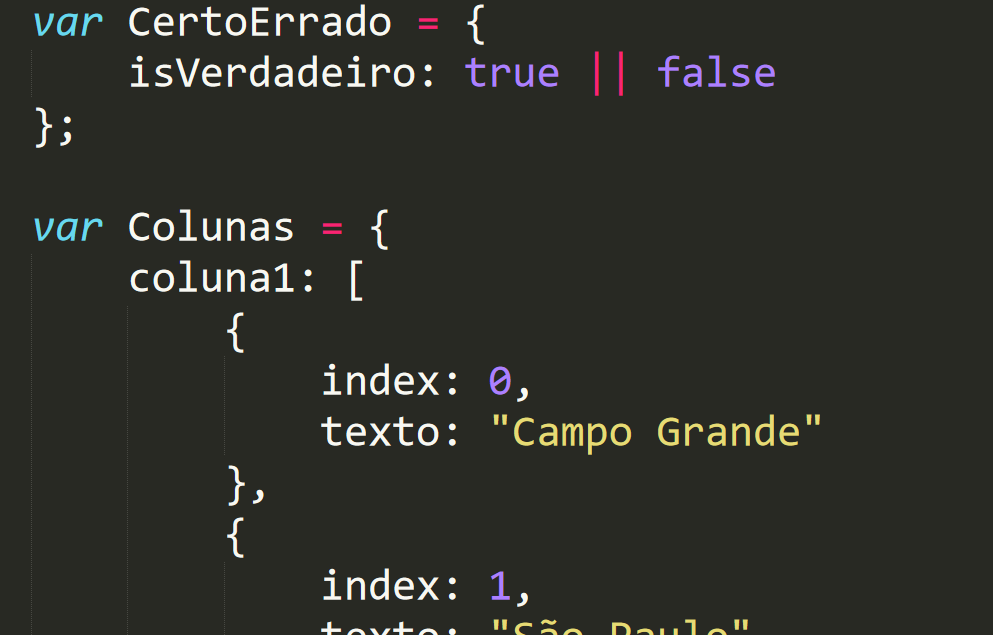 var CertoErrado = {
isVerdadeiro: true || false
};
var Colunas = {
coluna1: [
{
index: 0,
texto: "Campo Grande"
},
{
index: 1,
texto: "São Paulo"